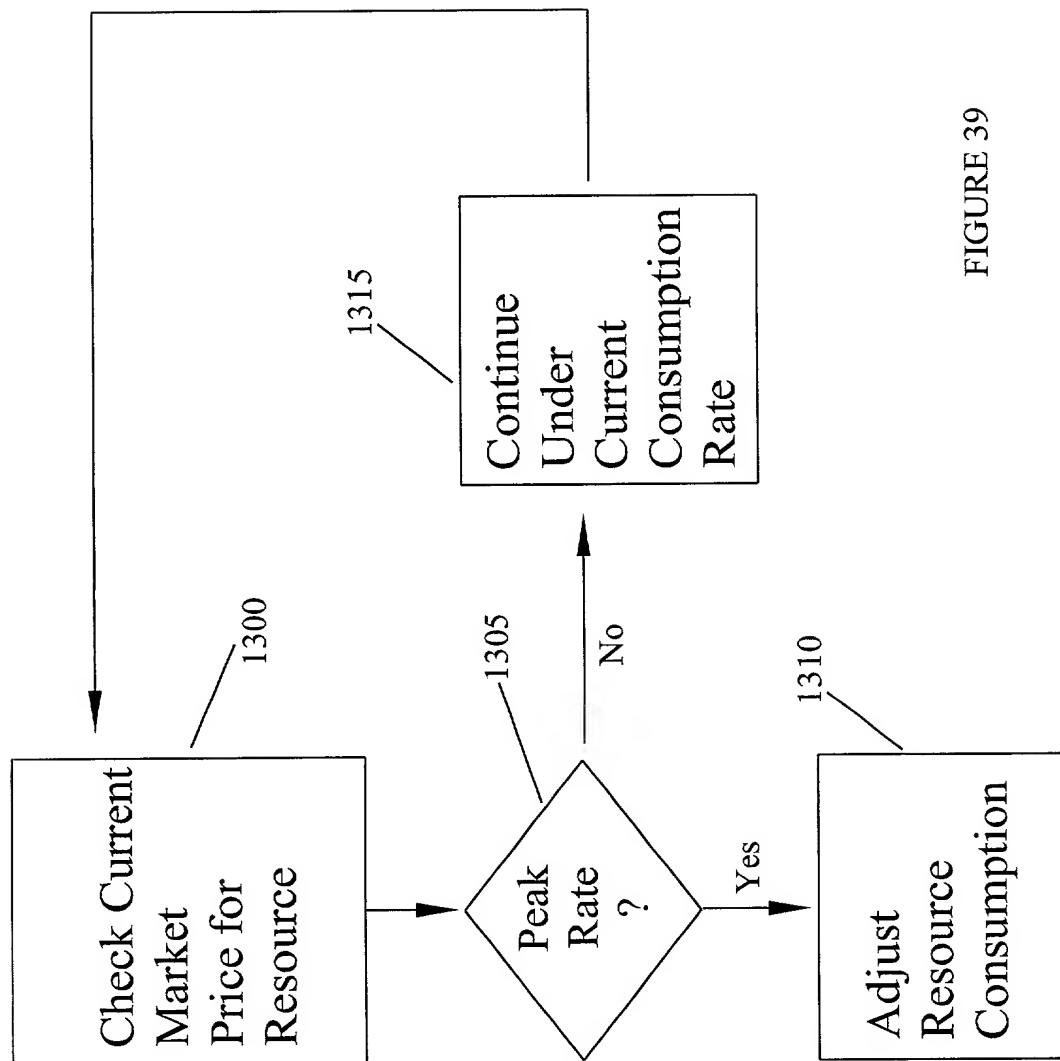 Check Current
Market
Price for
Resource
1300
Peak
Rate
?
1305
No
Yes
Continue
Under
Current
Consumption
Rate
1315
Adjust
Resource
Consumption
1310
FIGURE 39